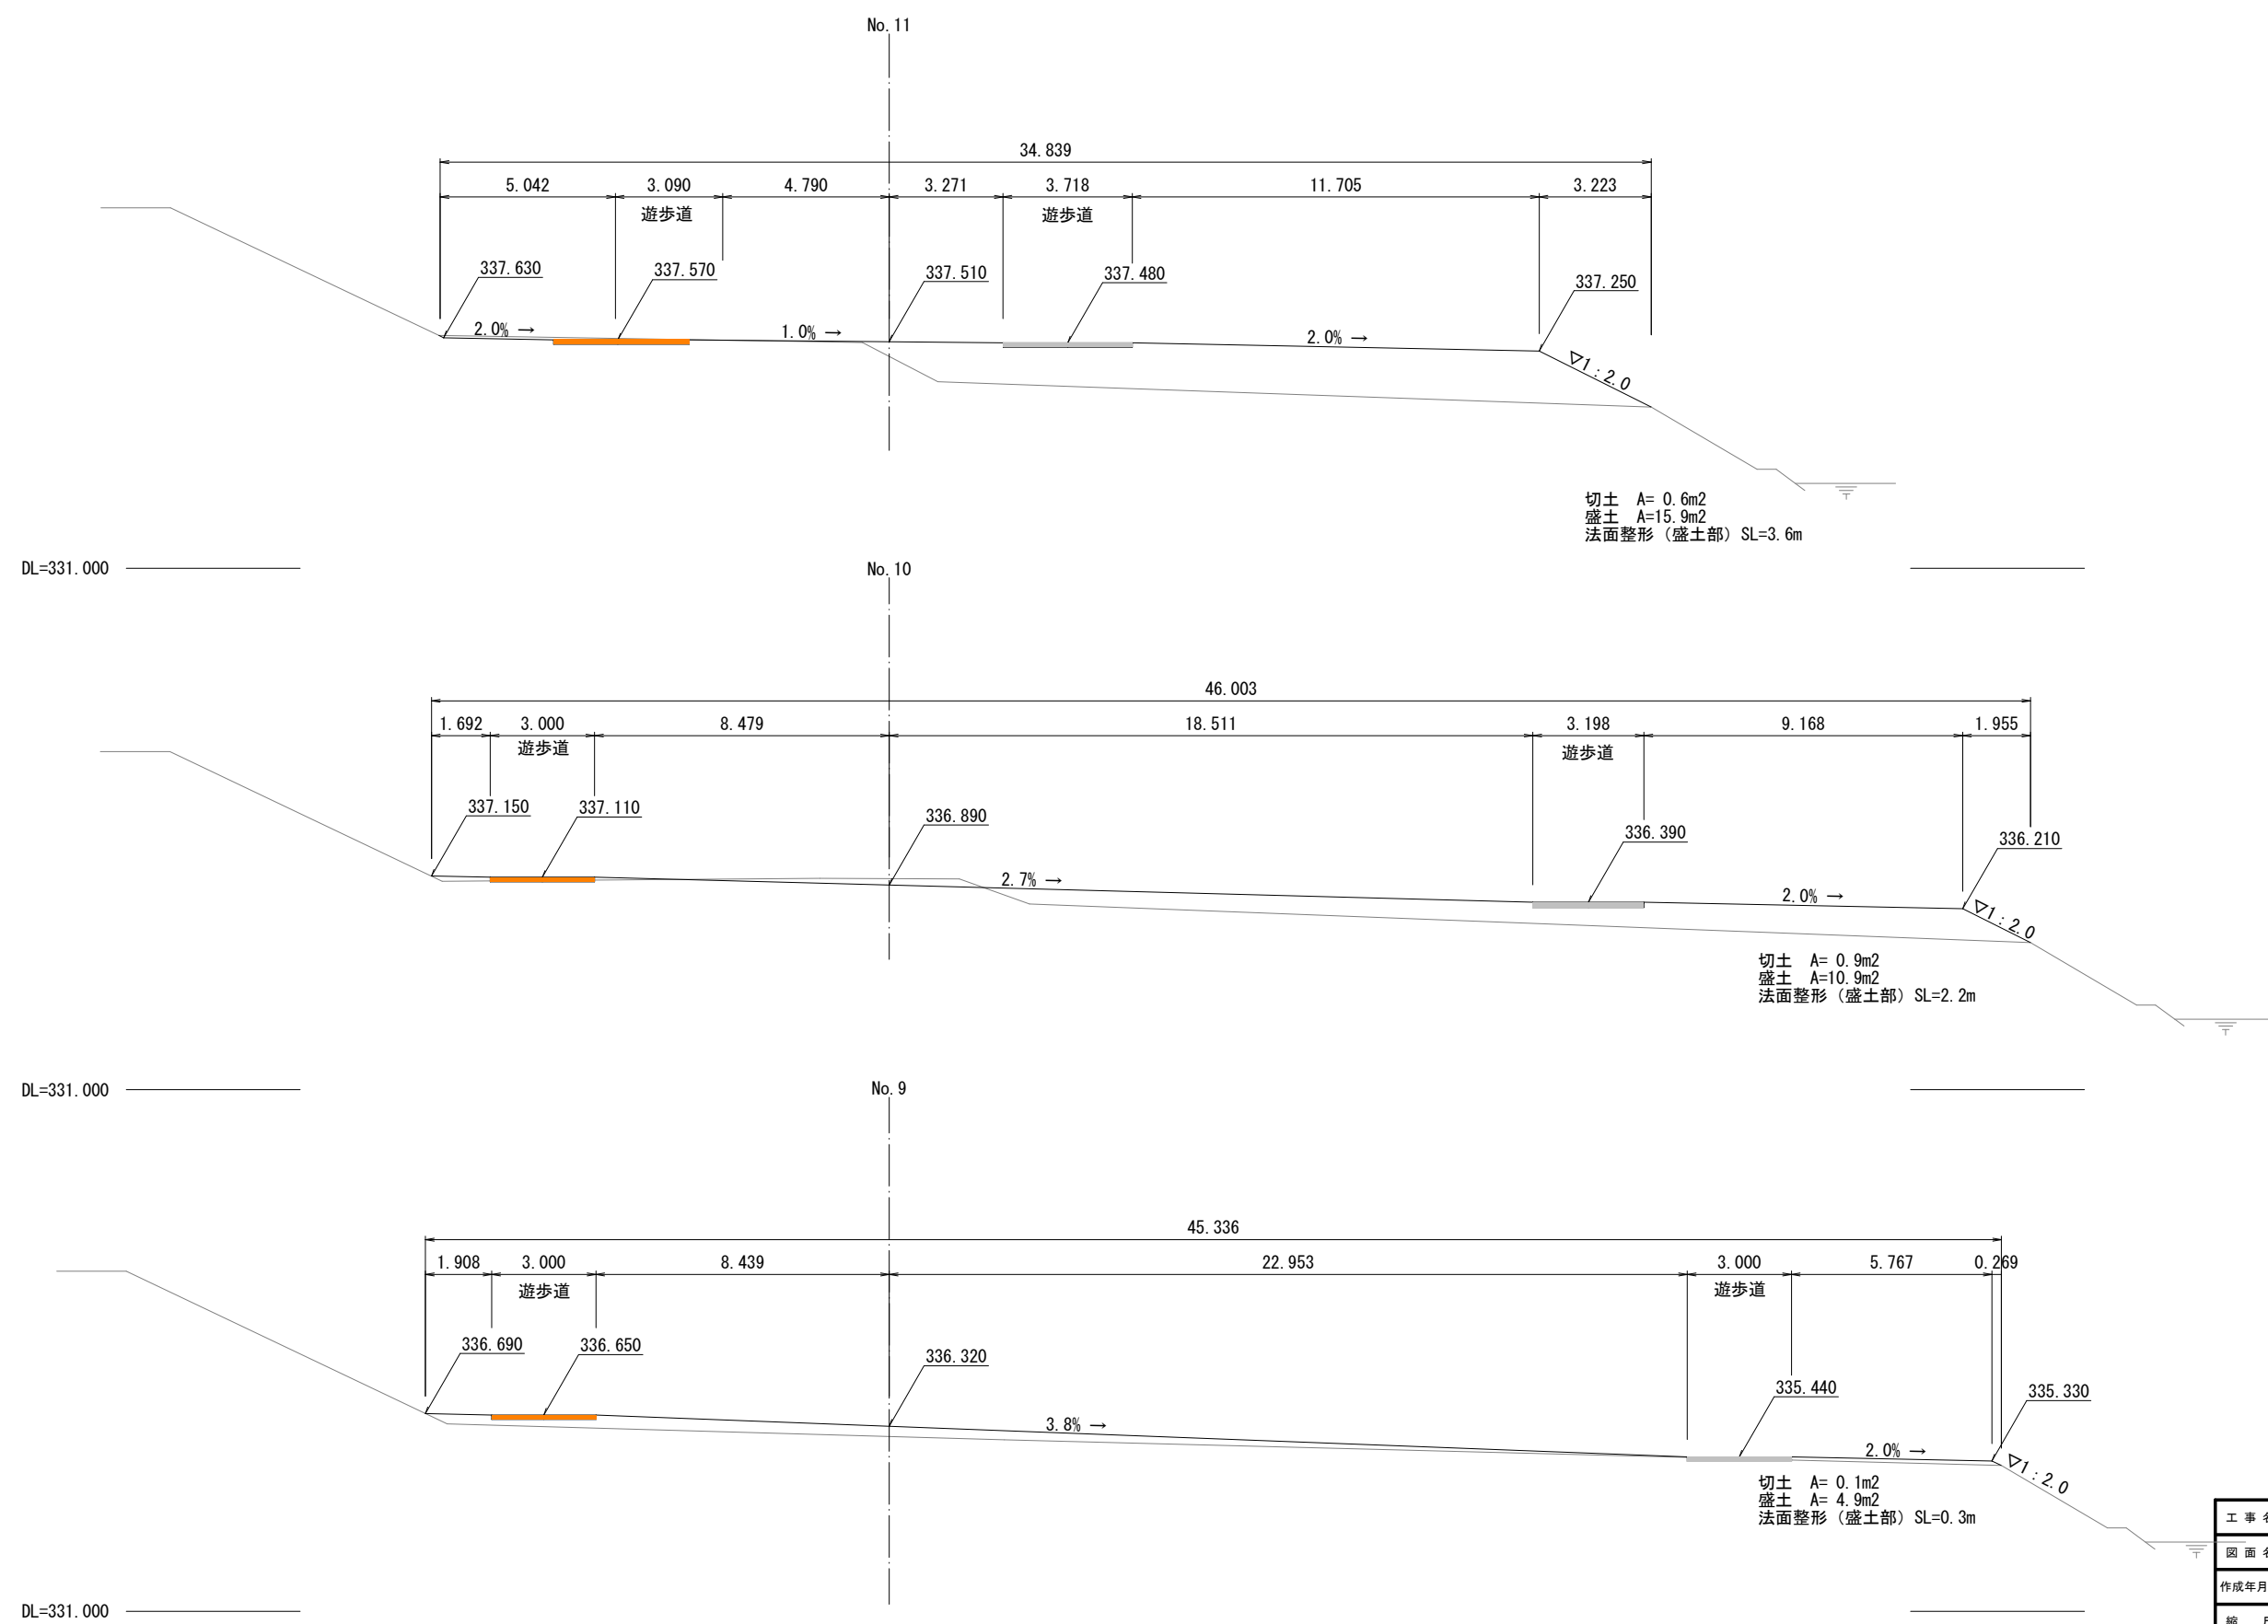 No.11
34.839
5.042 3.090 4.790 3.271 3.718 11.705 3.223
遊歩道 遊歩道
337.630 337.570 337.510 337.480 337.250
2.0% → 1.0% → 2.0% →
▽1:2.0
切土 A= 0.6m2
盛土 A=15.9m2
法面整形（盛土部）SL=3.6m
DL=331.000
No.10
46.003
1.692 3.000 8.479 18.511 3.198 9.168 1.955
遊歩道 遊歩道
337.150 337.110 336.890 336.390 336.210
2.7% → 2.0% →
▽1:2.0
切土 A= 0.9m2
盛土 A=10.9m2
法面整形（盛土部）SL=2.2m
DL=331.000
No.9
45.336
1.908 3.000 8.439 22.953 3.000 5.767 0.269
遊歩道 遊歩道
336.690 336.650 336.320 335.440 335.330
3.8% → 2.0% →
▽1:2.0
切土 A= 0.1m2
盛土 A= 4.9m2
法面整形（盛土部）SL=0.3m
DL=331.000
工事
図面
作成年月
縮